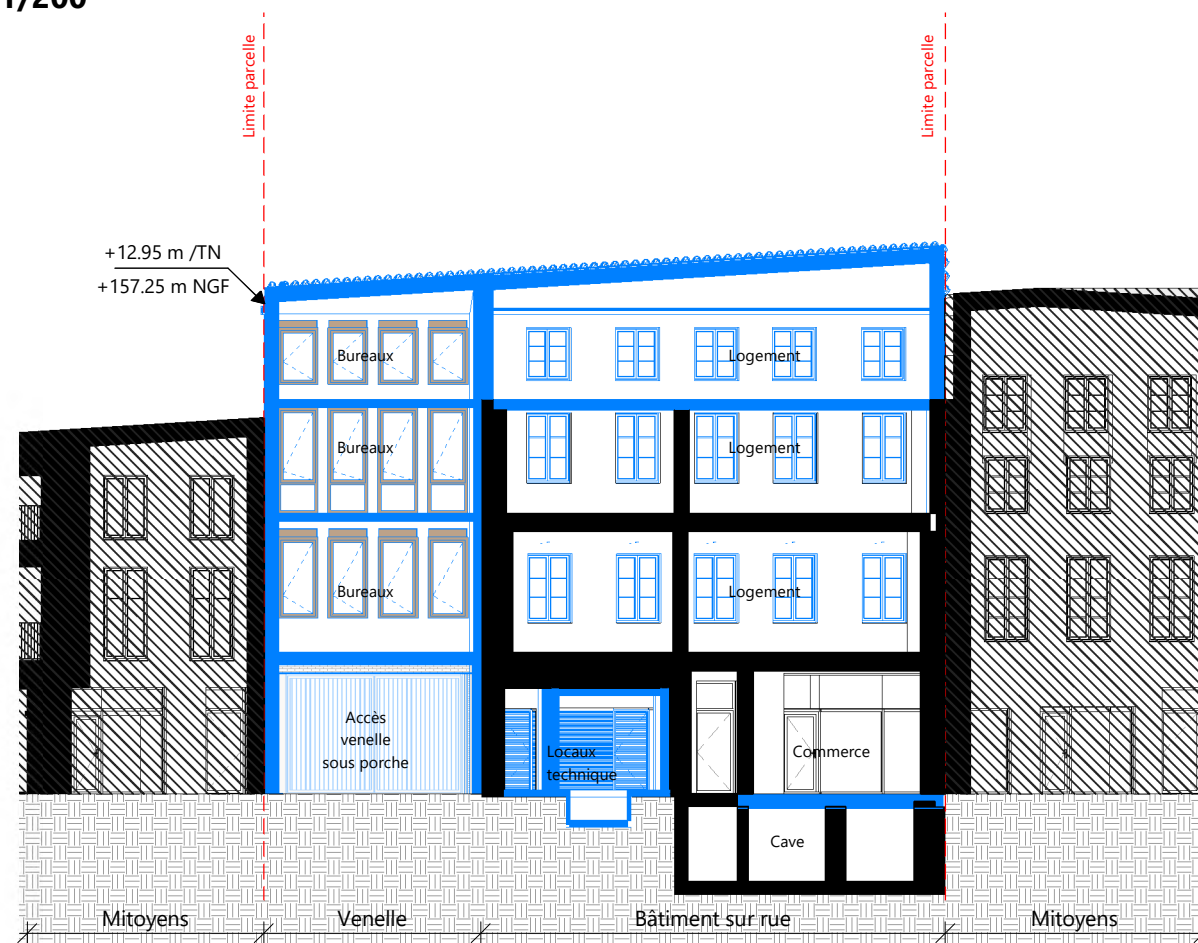 1/200
Limite parcelle
Limite parcelle
+12.95 m /TN
+157.25 m NGF
Bureaux
Logement
Bureaux
Logement
Bureaux
Logement
Accès
venelle
sous porche
Locaux
technique
Commerce
Cave
Mitoyens
Venelle
Bâtiment sur rue
Mitoyens